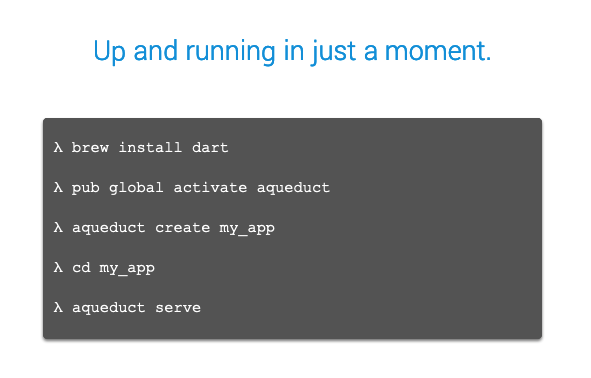 Up and running in just a moment.
λ brew install dart
λ pub global activate aqueduct
λ aqueduct create my_app
λ cd my_app
λ aqueduct serve